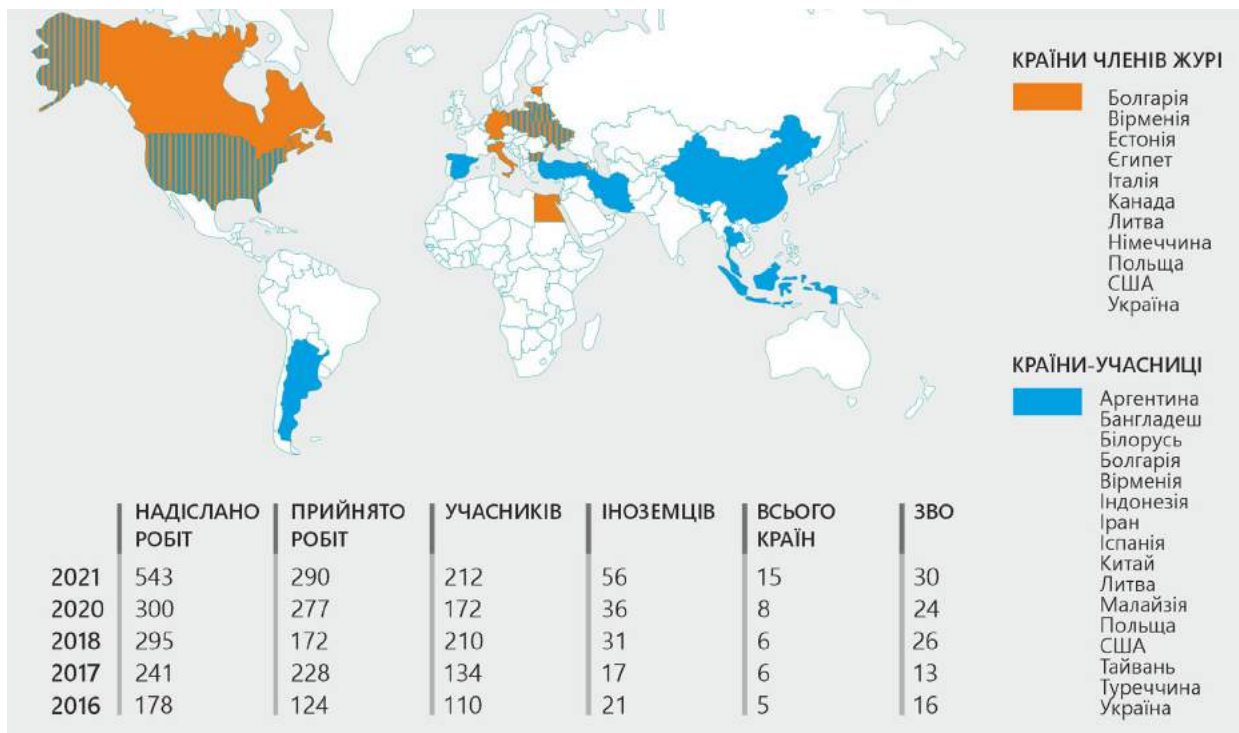 КРАЇНИ ЧЛЕНІВ ЖУРІ
Болгарія
Вірменія
Естонія
Єгипет
Італія
Канада
Литва
Німеччина
Польща
США
Україна
КРАЇНИ-УЧАСНИЦІ
Аргентина
Бангладеш
Білорусь
Болгарія
Вірменія
Індонезія
Іран
Іспанія
Китай
Литва
Малайзія
Польща
США
Тайвань
Туреччина
Україна
НАДІСЛАНО РОБІТ ПРИЙНЯТО РОБІТ УЧАСНИКІВ ІНОЗЕМЦІВ ВСЬОГО КРАЇН ЗВО
2021 543 290 212 56 15 30
2020 300 277 172 36 8 24
2018 295 172 210 31 6 26
2017 241 228 134 17 6 13
2016 178 124 110 21 5 16